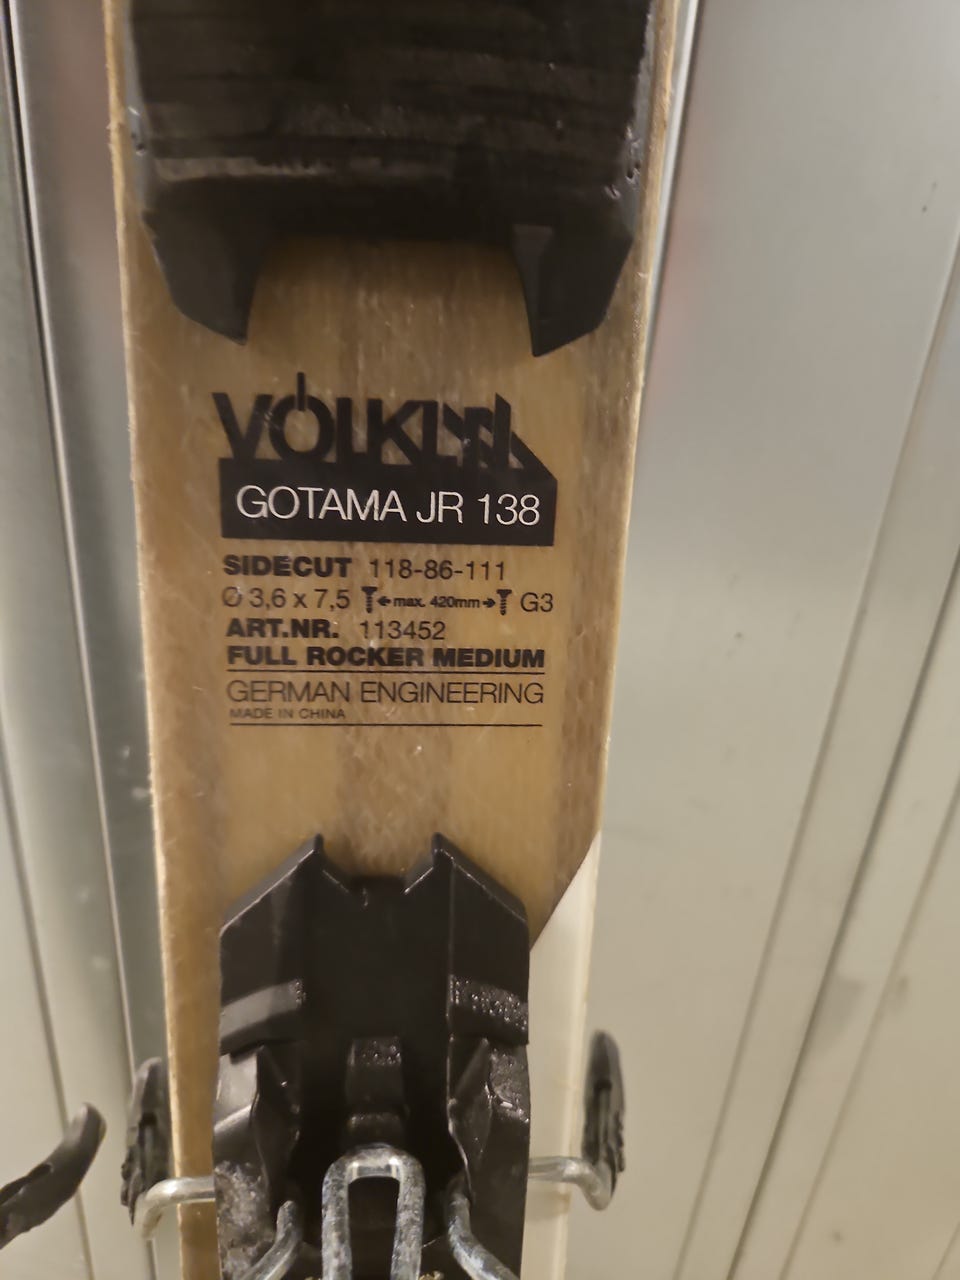 VÖLKL
GOTAMA JR 138
SIDECUT 118-86-111
Ø 3,6 x 7,5 max. 420mm G3
ART.NR. 113452
FULL ROCKER MEDIUM
GERMAN ENGINEERING
MADE IN CHINA